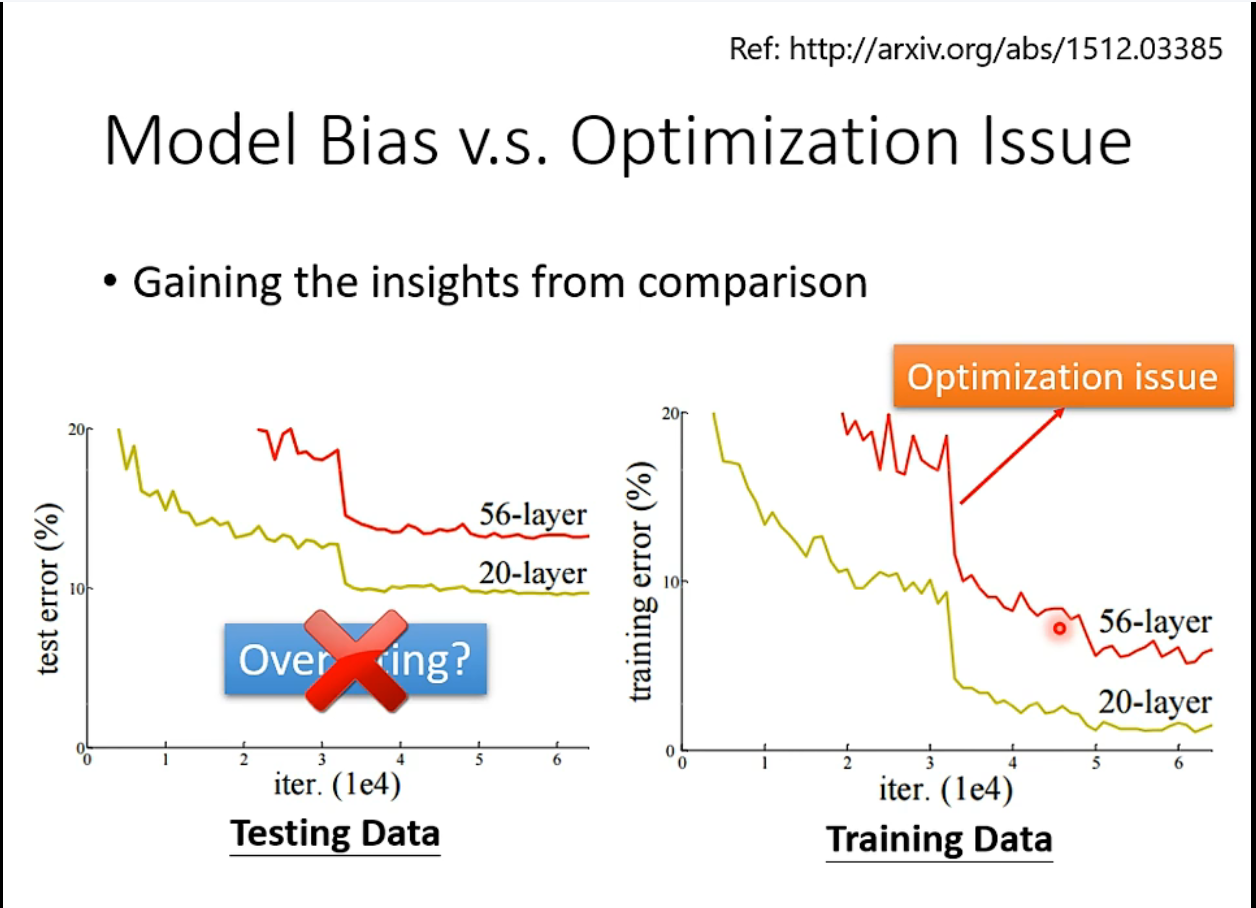 Ref: http://arxiv.org/abs/1512.03385
Model Bias v.s. Optimization Issue
• Gaining the insights from comparison
Optimization issue
20
10
0
test error (%)
56-layer
20-layer
0 1 2 3 4 5 6
iter. (1e4)
Testing Data
20
10
0
training error (%)
56-layer
20-layer
0 1 2 3 4 5 6
iter. (1e4)
Training Data